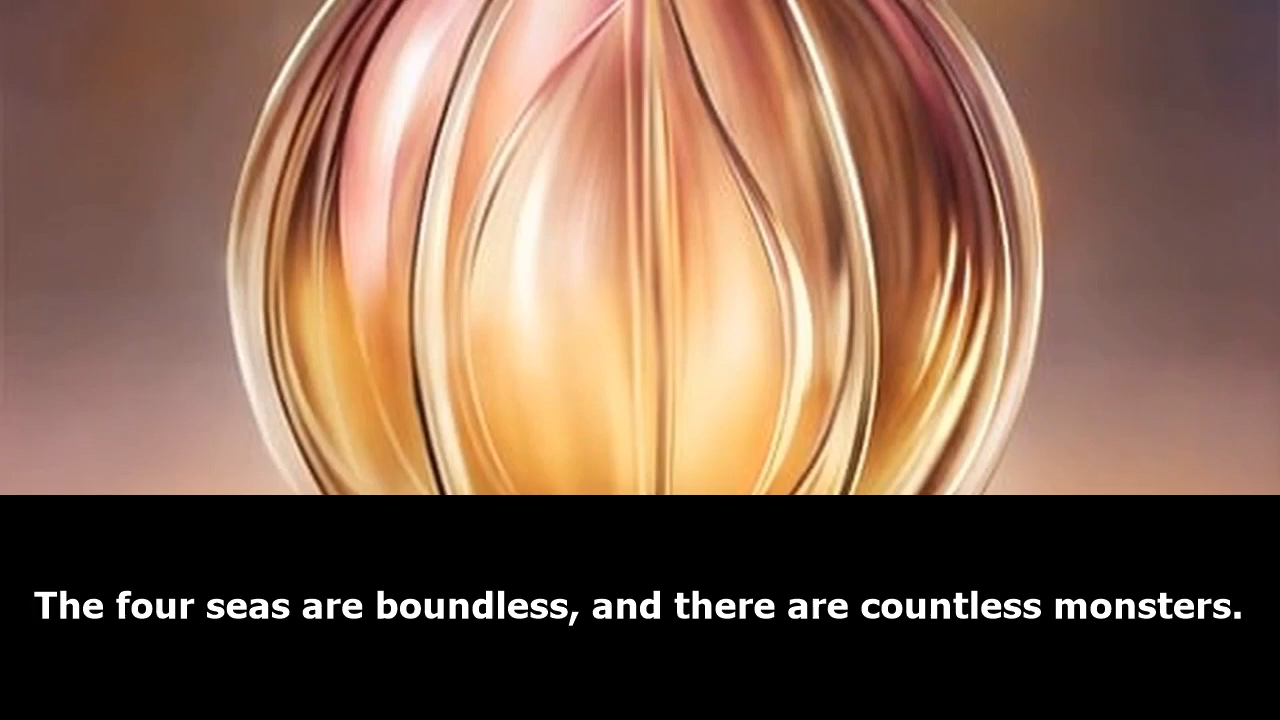 The four seas are boundless, and there are countless monsters.